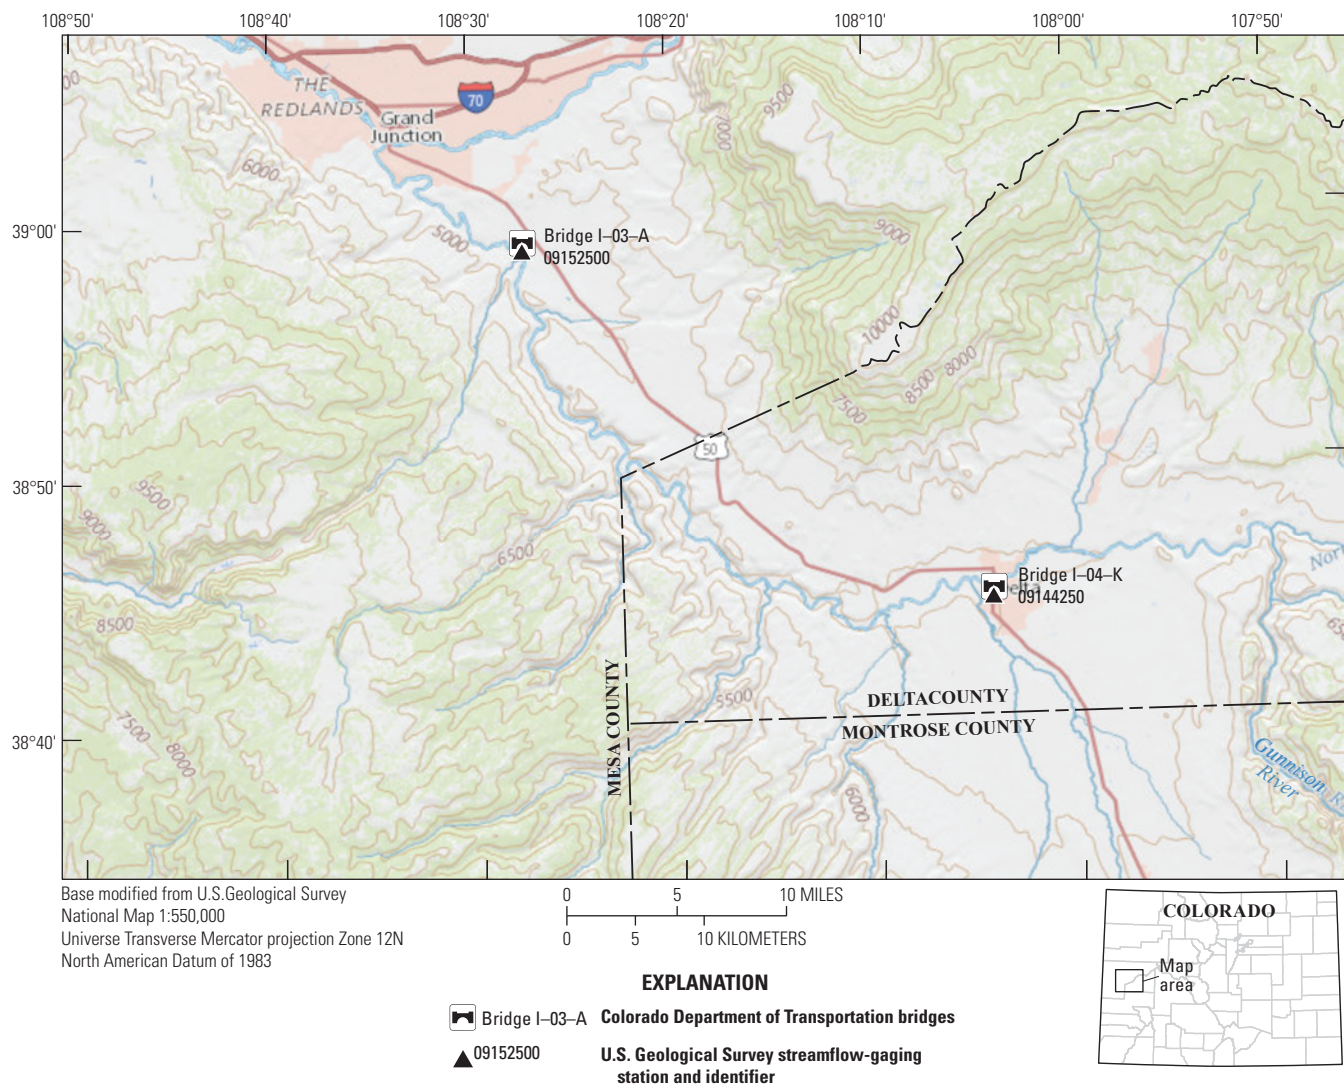 108°50' 108°40' 108°30' 108°20' 108°10' 108°00' 107°50'
THE
REDLANDS
70
Grand
Junction
9500
7000
6000
39°00'
5000
Bridge I–03–A
09152500
9000
10000
8500 8000
7500
50
38°50'
9500
9000
6500
Bridge I–04–K
09144250
8500
5500
MESA COUNTY
DELTACOUNTY
MONTROSE COUNTY
38°40'
7500
8000
6000
Gunnison
River
Base modified from U.S.Geological Survey
National Map 1:550,000
Universe Transverse Mercator projection Zone 12N
North American Datum of 1983
0 5 10 MILES
0 5 10 KILOMETERS
COLORADO
Map
area
EXPLANATION
Bridge I–03–A Colorado Department of Transportation bridges
09152500 U.S. Geological Survey streamflow-gaging
station and identifier